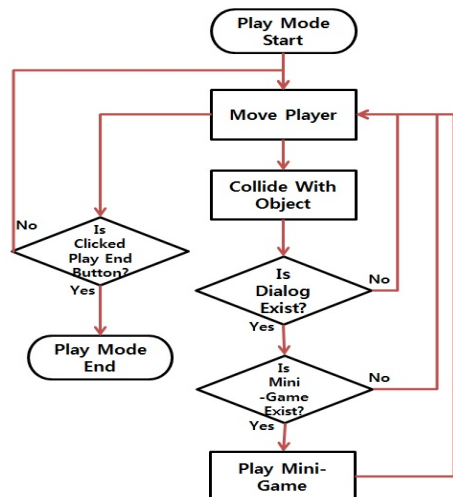 Play Mode
Start
Move Player
Collide With
Object
No
Is
Clicked
Play End
Button?
Yes
Play Mode
End
Is
Dialog
Exist?
No
Yes
Is
Mini
-Game
Exist?
No
Yes
Play Mini-
Game